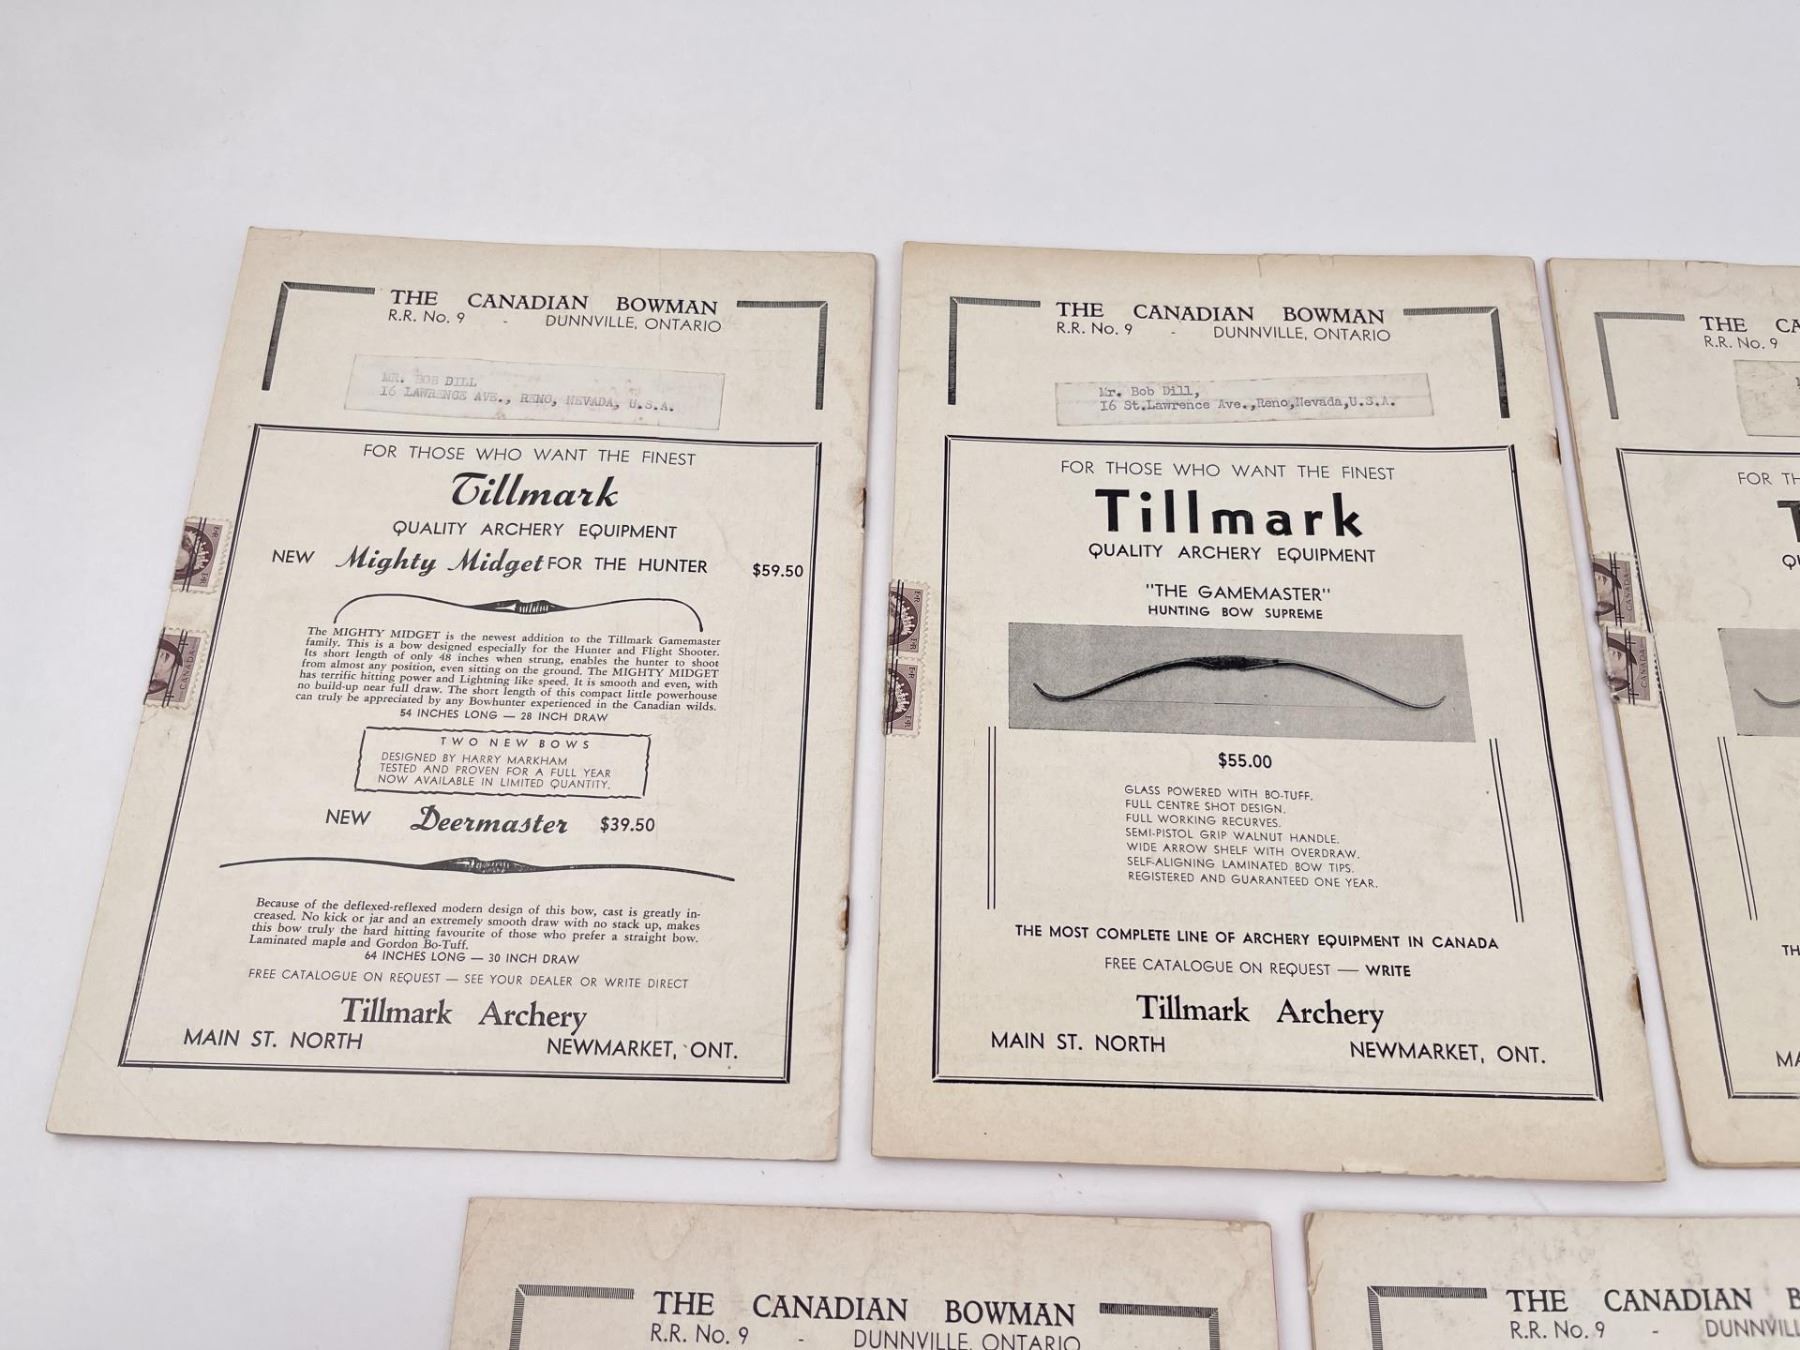 THE CANADIAN BOWMAN
R.R. No. 9 - DUNNVILLE, ONTARIO
MR. BOB DILL
16 LAWRENCE AVE., RENO, NEVADA, U.S.A.
FOR THOSE WHO WANT THE FINEST
Tillmark
QUALITY ARCHERY EQUIPMENT
NEW Mighty Midget FOR THE HUNTER $59.50
The MIGHTY MIDGET is the newest addition to the Tillmark Gamemaster
family. This is a bow designed especially for the Hunter and Flight Shooter.
Its short length of only 48 inches when strung, enables the hunter to shoot
from almost any position, even sitting on the ground. The MIGHTY MIDGET
has terrific hitting power and Lightning like speed. It is smooth and even, with
no build-up near full draw. The short length of this compact little powerhouse
can truly be appreciated by any Bowhunter experienced in the Canadian wilds.
54 INCHES LONG — 28 INCH DRAW
TWO NEW BOWS
DESIGNED BY HARRY MARKHAM
TESTED AND PROVEN FOR A FULL YEAR
NOW AVAILABLE IN LIMITED QUANTITY.
NEW Deermaster $39.50
Because of the deflexed-reflexed modern design of this bow, cast is greatly in-
creased. No kick or jar and an extremely smooth draw with no stack up, makes
this bow truly the hard hitting favourite of those who prefer a straight bow.
Laminated maple and Gordon Bo-Tuff.
64 INCHES LONG — 30 INCH DRAW
FREE CATALOGUE ON REQUEST — SEE YOUR DEALER OR WRITE DIRECT
Tillmark Archery
MAIN ST. NORTH NEWMARKET, ONT.
CANADA
THE CANADIAN BOWMAN
R.R. No. 9 - DUNNVILLE, ONTARIO
Mr. Bob Dill,
16 St.Lawrence Ave.,Reno,Nevada,U.S.A.
FOR THOSE WHO WANT THE FINEST
Tillmark
QUALITY ARCHERY EQUIPMENT
"THE GAMEMASTER"
HUNTING BOW SUPREME
$55.00
GLASS POWERED WITH BO-TUFF.
FULL CENTRE SHOT DESIGN.
FULL WORKING RECURVES.
SEMI-PISTOL GRIP WALNUT HANDLE.
WIDE ARROW SHELF WITH OVERDRAW.
SELF-ALIGNING LAMINATED BOW TIPS.
REGISTERED AND GUARANTEED ONE YEAR.
THE MOST COMPLETE LINE OF ARCHERY EQUIPMENT IN CANADA
FREE CATALOGUE ON REQUEST — WRITE
Tillmark Archery
MAIN ST. NORTH NEWMARKET, ONT.
THE CA
R.R. No. 9
FOR TH
T
QU
CANADA
CANADA
TH
MA
THE CANADIAN BOWMAN
R.R. No. 9 - DUNNVILLE, ONTARIO
THE CANADIAN B
R.R. No. 9 - DUNNVILL